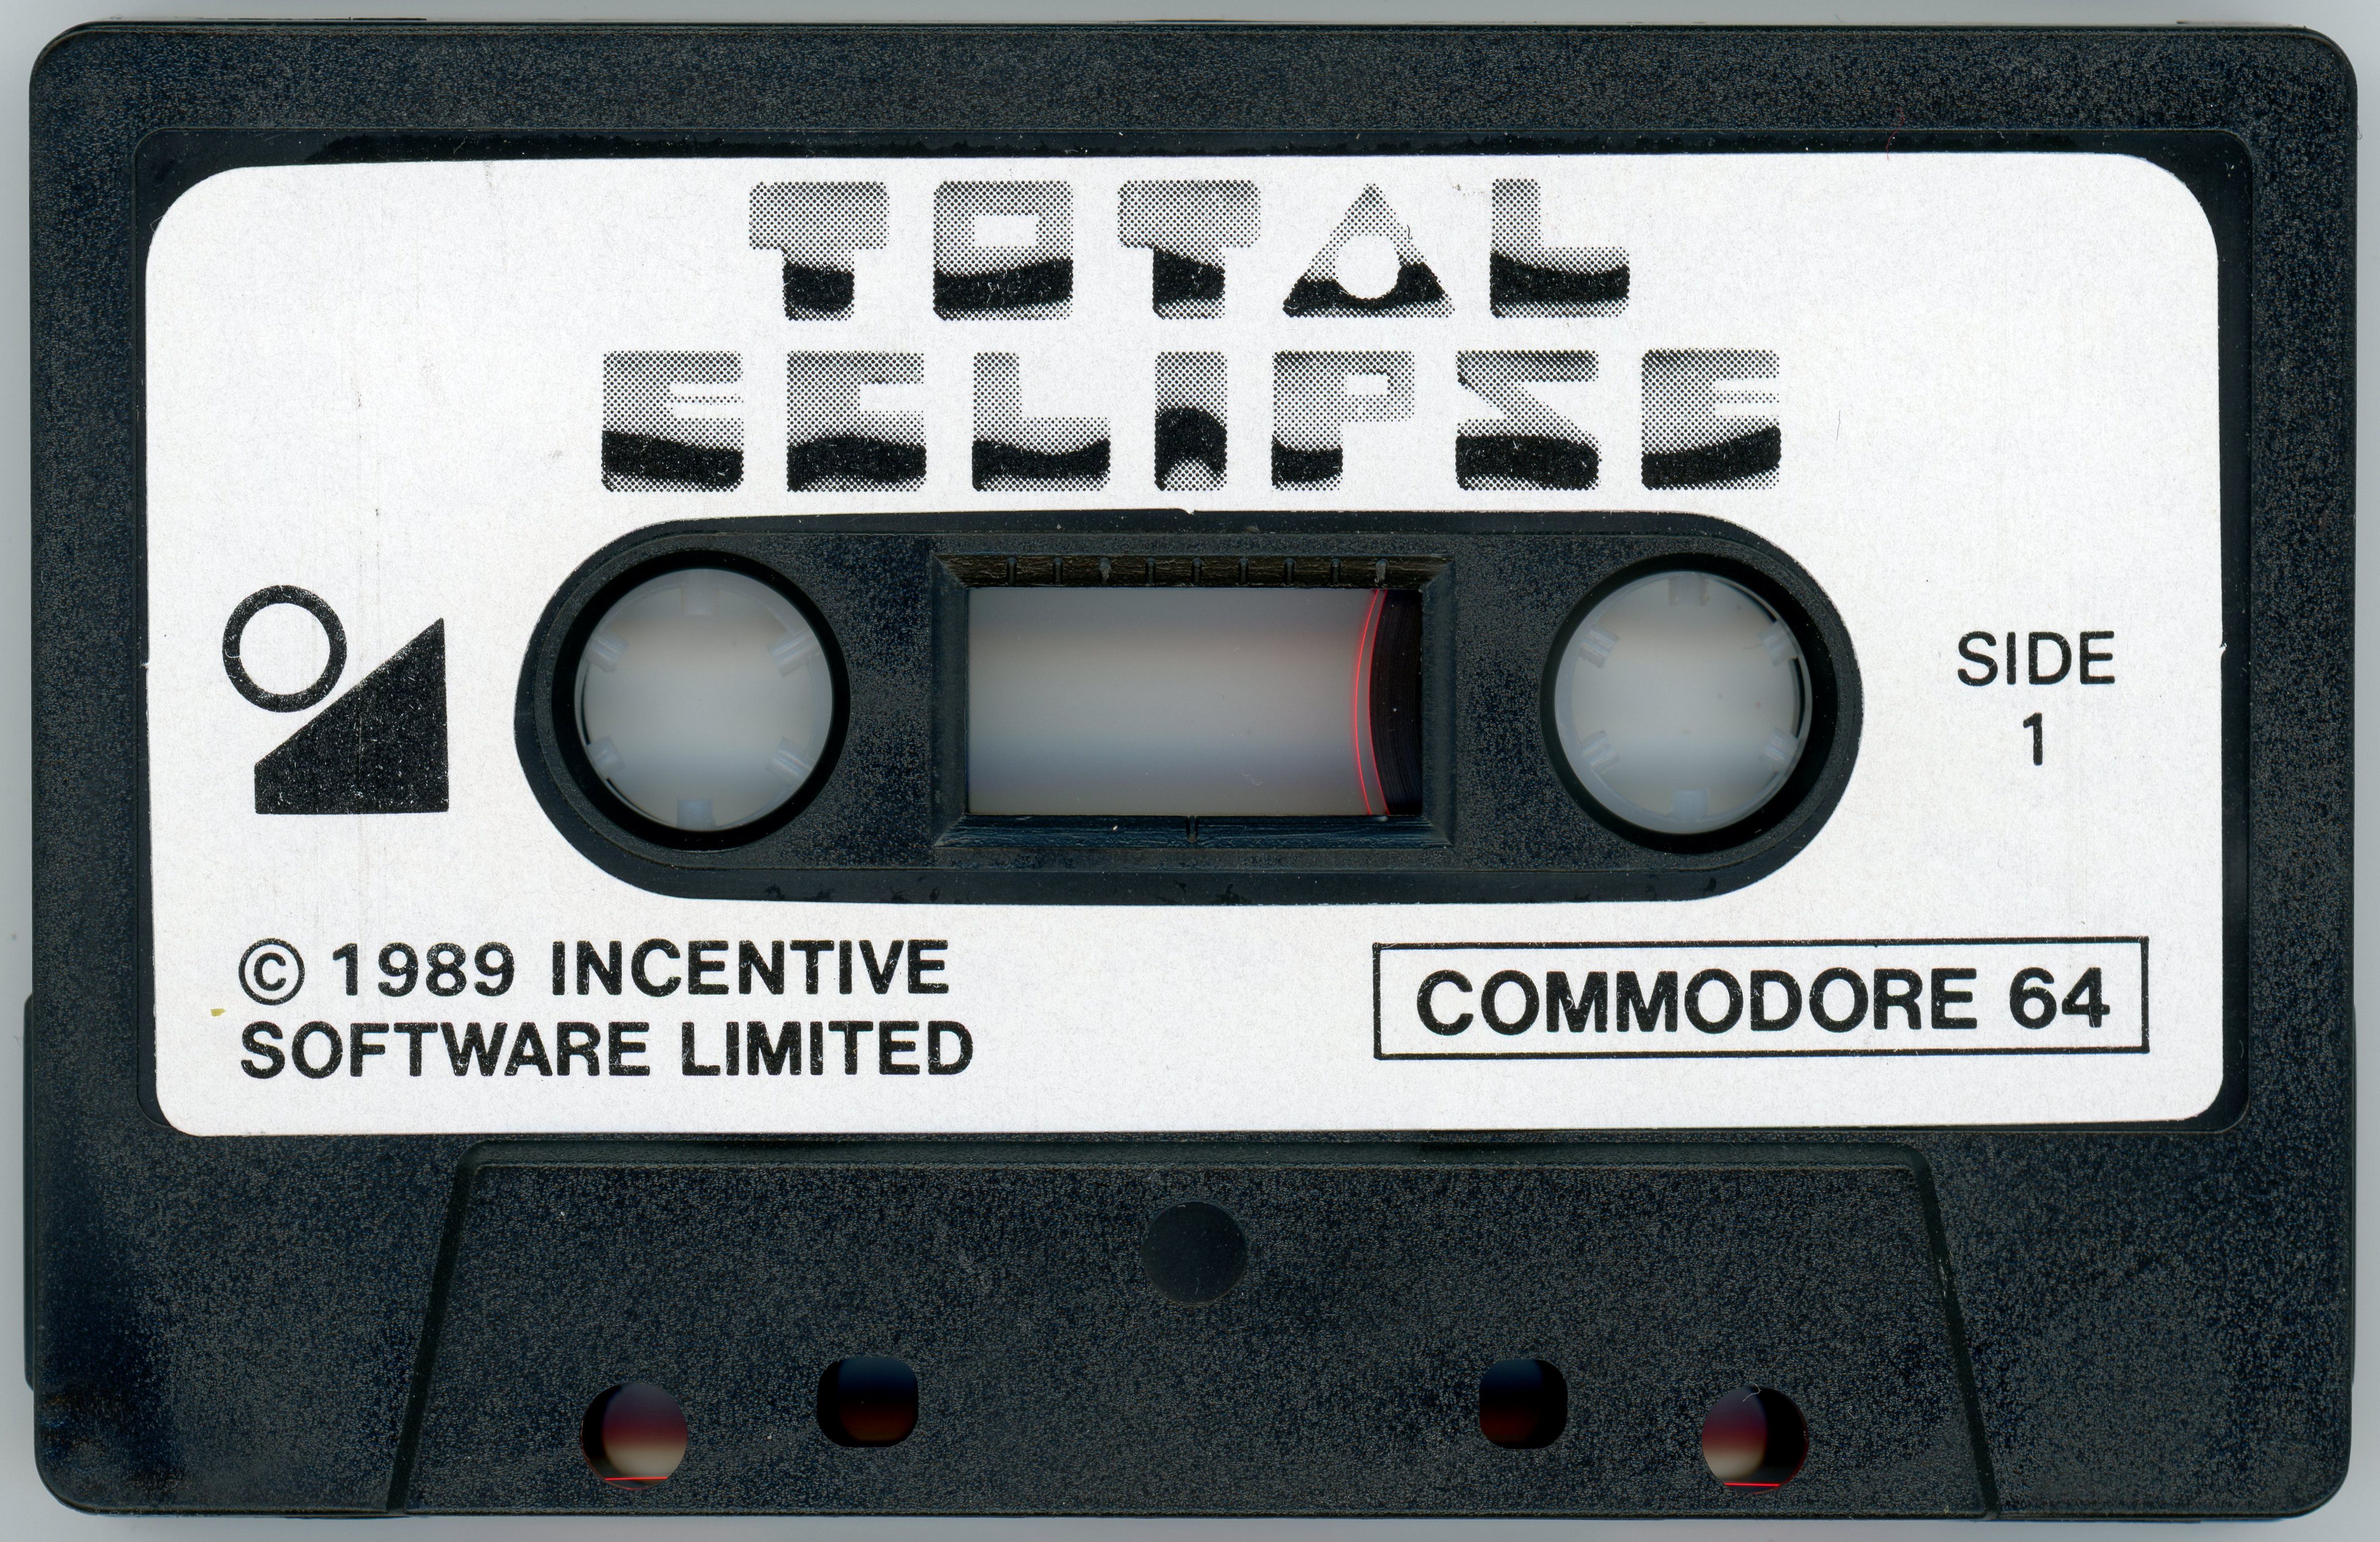 TOTAL
ECLIPSE
SIDE
1
© 1989 INCENTIVE
SOFTWARE LIMITED
COMMODORE 64